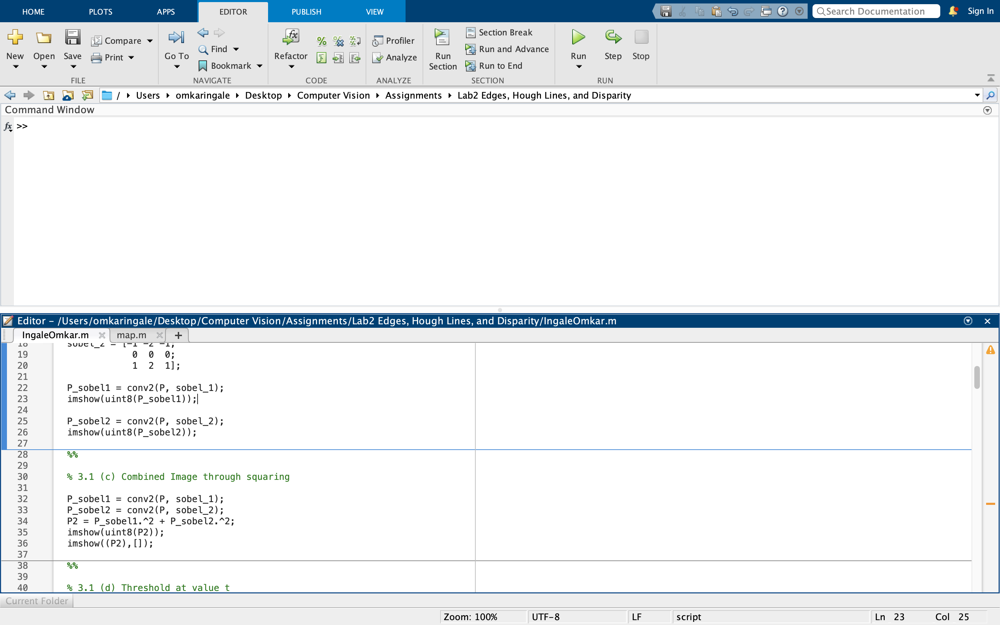 HOME PLOTS APPS EDITOR PUBLISH VIEW Search Documentation Sign In
New Open Save Compare Print
FILE
Go To Find Bookmark
NAVIGATE
Refactor
CODE
Profiler
Analyze
ANALYZE
Run Section
Section Break
Run and Advance
Run to End
SECTION
Run Step Stop
RUN
/ Users omkaringale Desktop Computer Vision Assignments Lab2 Edges, Hough Lines, and Disparity
Command Window
fx >>
Editor – /Users/omkaringale/Desktop/Computer Vision/Assignments/Lab2 Edges, Hough Lines, and Disparity/IngaleOmkar.m
IngaleOmkar.m map.m +
18 sobel_2 = [-1 -2 -1;
19 0 0 0;
20 1 2 1];
21
22 P_sobel1 = conv2(P, sobel_1);
23 imshow(uint8(P_sobel1));
24
25 P_sobel2 = conv2(P, sobel_2);
26 imshow(uint8(P_sobel2));
27
28 %%
29
30 % 3.1 (c) Combined Image through squaring
31
32 P_sobel1 = conv2(P, sobel_1);
33 P_sobel2 = conv2(P, sobel_2);
34 P2 = P_sobel1.^2 + P_sobel2.^2;
35 imshow(uint8(P2));
36 imshow((P2),[]);
37
38 %%
39
40 % 3.1 (d) Threshold at value t
Current Folder
Zoom: 100% UTF-8 LF script Ln 23 Col 25